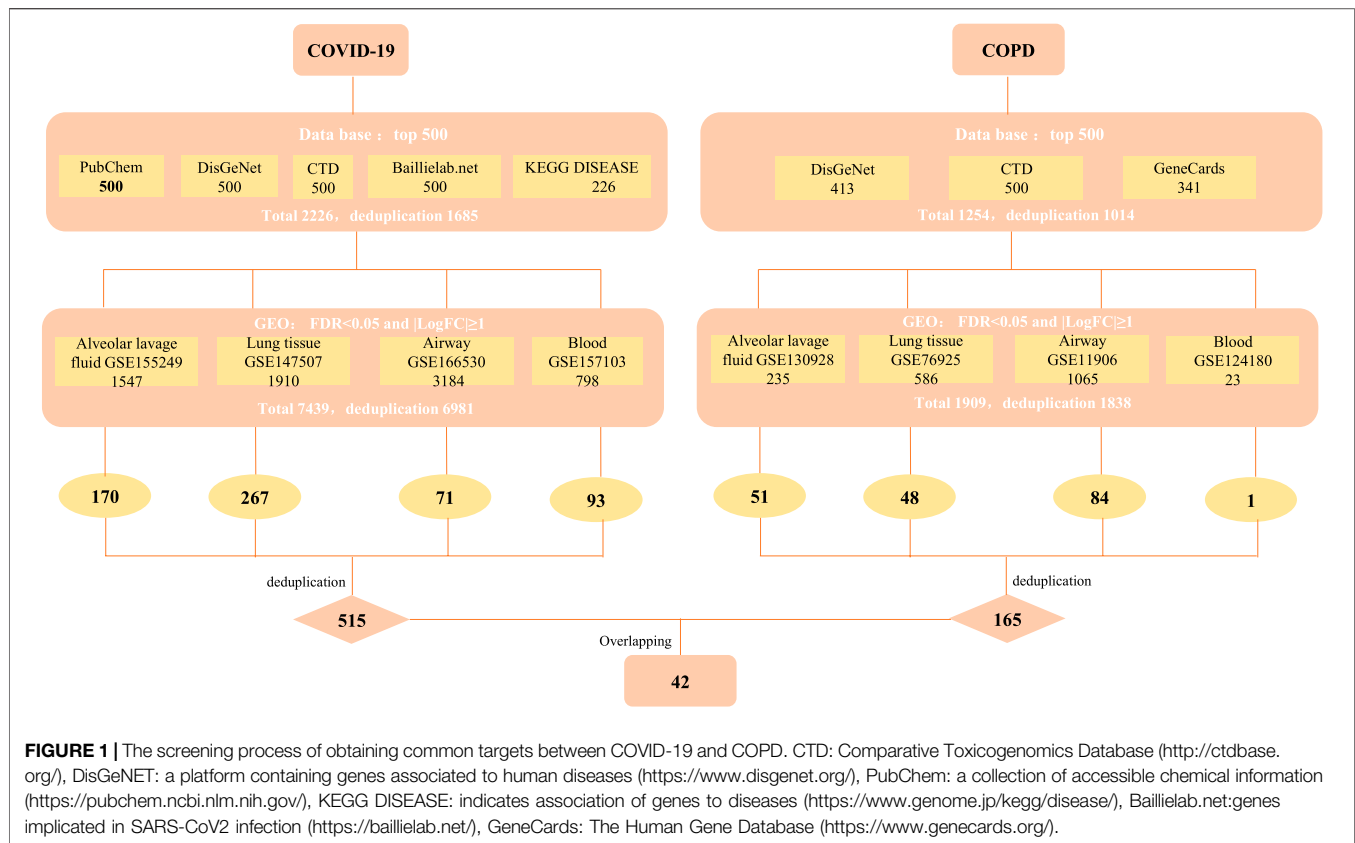 COVID-19
COPD
Data base： top 500
PubChem
500
DisGeNet
500
CTD
500
Baillielab.net
500
KEGG DISEASE
226
Total 2226，deduplication 1685
Data base： top 500
DisGeNet
413
CTD
500
GeneCards
341
Total 1254，deduplication 1014
GEO： FDR<0.05 and |LogFC|≥1
Alveolar lavage
fluid GSE155249
1547
Lung tissue
GSE147507
1910
Airway
GSE166530
3184
Blood
GSE157103
798
Total 7439，deduplication 6981
GEO： FDR<0.05 and |LogFC|≥1
Alveolar lavage
fluid GSE130928
235
Lung tissue
GSE76925
586
Airway
GSE11906
1065
Blood
GSE124180
23
Total 1909，deduplication 1838
170
267
71
93
51
48
84
1
deduplication
deduplication
515
165
Overlapping
42
FIGURE 1 | The screening process of obtaining common targets between COVID-19 and COPD. CTD: Comparative Toxicogenomics Database (http://ctdbase.
org/), DisGeNET: a platform containing genes associated to human diseases (https://www.disgenet.org/), PubChem: a collection of accessible chemical information
(https://pubchem.ncbi.nlm.nih.gov/), KEGG DISEASE: indicates association of genes to diseases (https://www.genome.jp/kegg/disease/), Baillielab.net:genes
implicated in SARS-CoV2 infection (https://baillielab.net/), GeneCards: The Human Gene Database (https://www.genecards.org/).